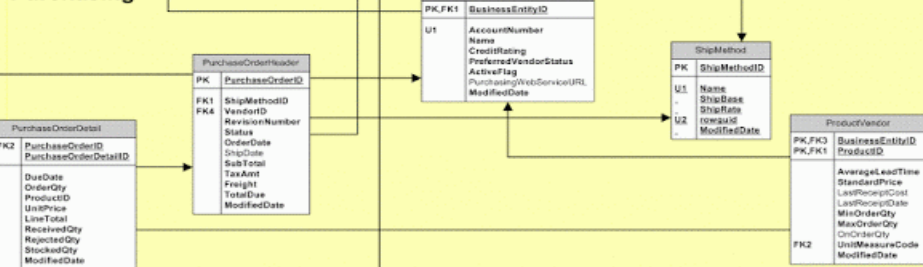 PK,FK1 BusinessEntityID
U1 AccountNumber
Name
CreditRating
PreferredVendorStatus
ActiveFlag
PurchasingWebServiceURL
ModifiedDate
PurchaseOrderHeader
PK PurchaseOrderID
FK1 ShipMethodID
FK4 VendorID
RevisionNumber
Status
OrderDate
ShipDate
SubTotal
TaxAmt
Freight
TotalDue
ModifiedDate
ShipMethod
PK ShipMethodID
U1 Name
ShipBase
ShipRate
U2 rowguid
ModifiedDate
PurchaseOrderDetail
FK2 PurchaseOrderID
PurchaseOrderDetailID
DueDate
OrderQty
ProductID
UnitPrice
LineTotal
ReceivedQty
RejectedQty
StockedQty
ModifiedDate
ProductVendor
PK,FK3 BusinessEntityID
PK,FK1 ProductID
AverageLeadTime
StandardPrice
LastReceiptCost
LastReceiptDate
MinOrderQty
MaxOrderQty
OnOrderQty
FK2 UnitMeasureCode
ModifiedDate